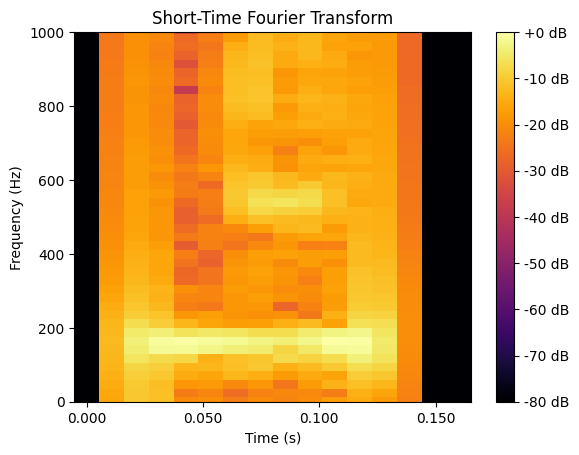 Short-Time Fourier Transform
1000
800
600
400
200
0
Frequency (Hz)
0.000
0.050
0.100
0.150
Time (s)
+0 dB
-10 dB
-20 dB
-30 dB
-40 dB
-50 dB
-60 dB
-70 dB
-80 dB